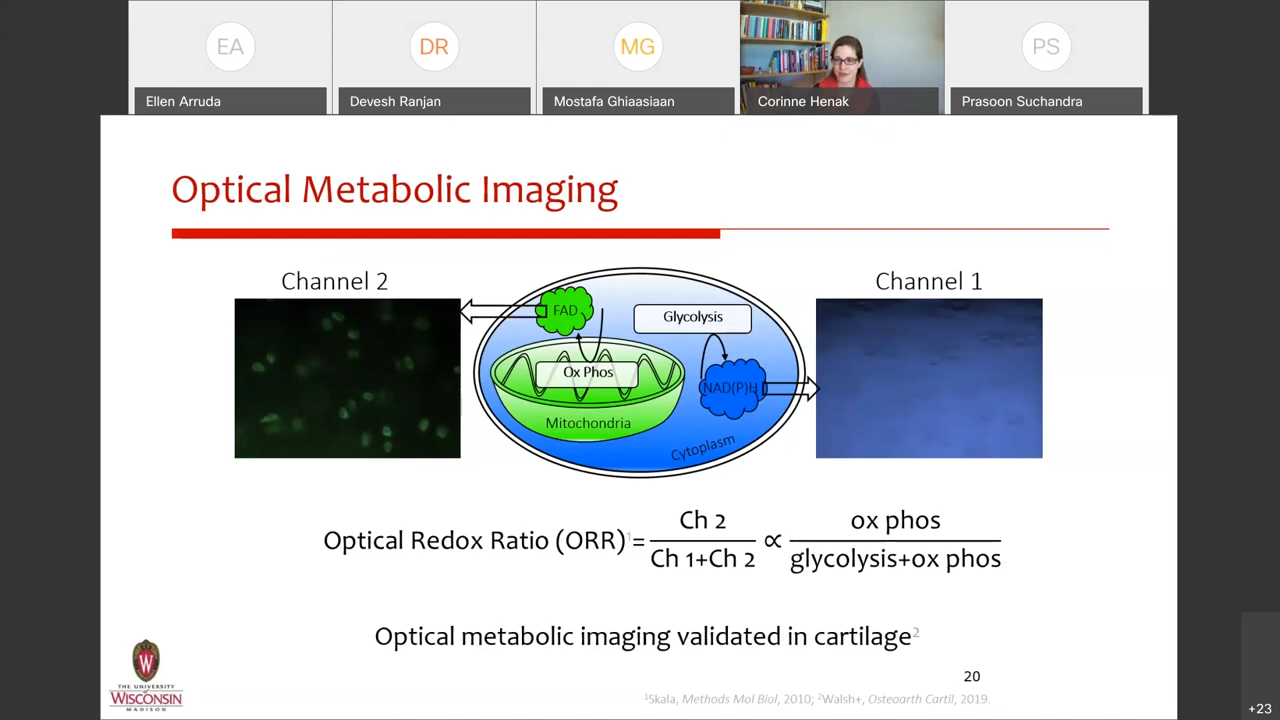 EA
DR
MG
PS
Ellen Arruda
Devesh Ranjan
Mostafa Ghiaasiaan
Corinne Henak
Prasoon Suchandra
Optical Metabolic Imaging
Channel 2
Channel 1
FAD
Glycolysis
Ox Phos
NAD(P)H
Mitochondria
Cytoplasm
Optical Redox Ratio (ORR)¹= Ch 2 / Ch 1+Ch 2 ∝ ox phos / glycolysis+ox phos
Optical metabolic imaging validated in cartilage²
20
THE UNIVERSITY
of
WISCONSIN
MADISON
¹Skala, Methods Mol Biol, 2010; ²Walsh+, Osteoarth Cartil, 2019.
+23